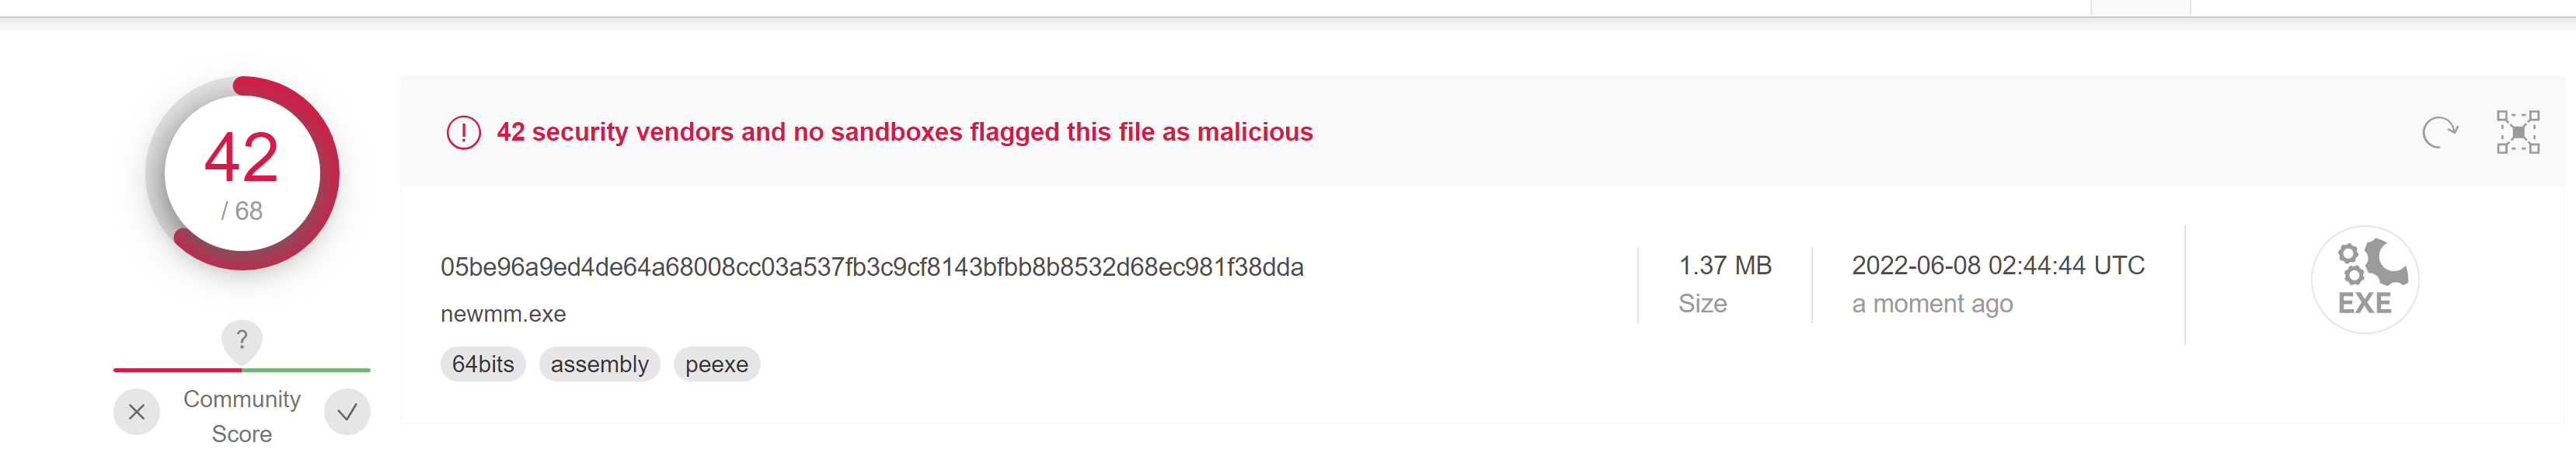 42
/ 68
?
Community
Score
42 security vendors and no sandboxes flagged this file as malicious
05be96a9ed4de64a68008cc03a537fb3c9cf8143bfbb8b8532d68ec981f38dda
newmm.exe
64bits assembly peexe
1.37 MB
Size
2022-06-08 02:44:44 UTC
a moment ago
EXE